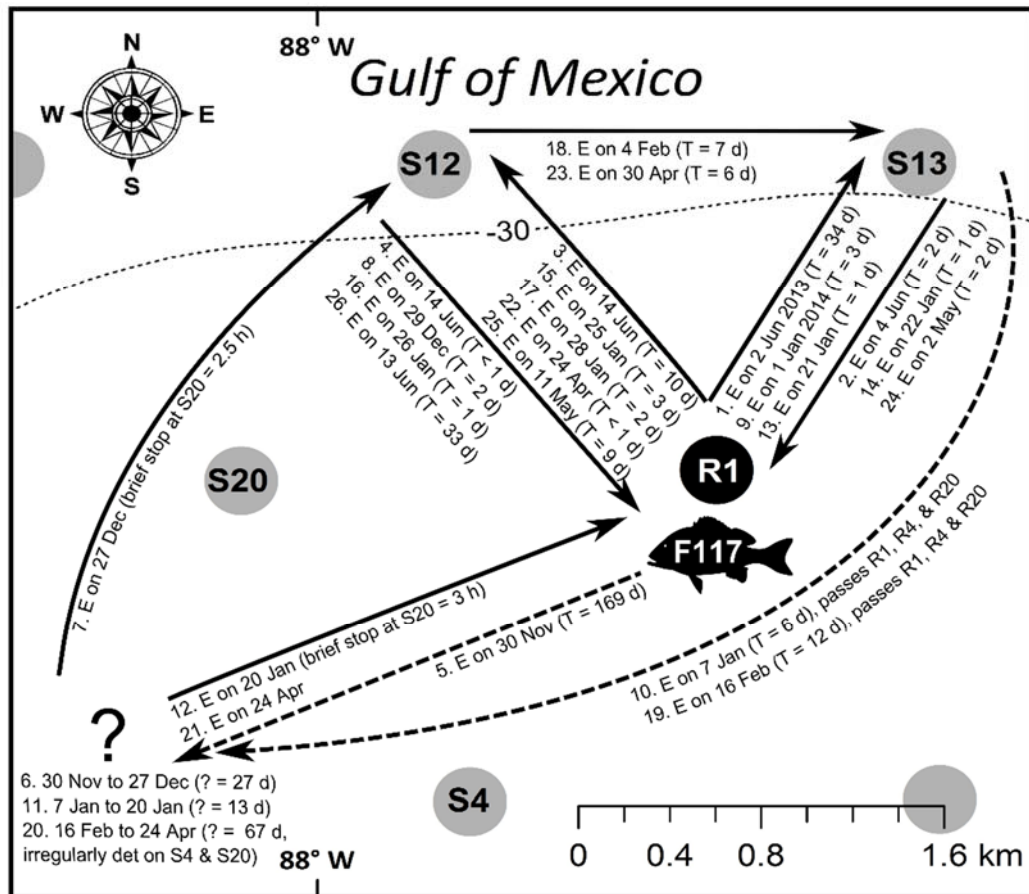 88° W
Gulf of Mexico
N
W
E
S
S12
S13
18. E on 4 Feb (T = 7 d)
23. E on 30 Apr (T = 6 d)
-30
4. E on 14 Jun (T < 1 d)
8. E on 29 Dec (T = 2 d)
16. E on 26 Jan (T = 1 d)
26. E on 13 Jun (T = 33 d)
3. E on 14 Jun (T = 10 d)
15. E on 25 Jan (T = 3 d)
17. E on 28 Jan (T = 2 d)
22. E on 24 Apr (T < 1 d)
25. E on 11 May (T = 9 d)
1. E on 2 Jun 2013 (T = 34 d)
9. E on 1 Jan 2014 (T = 3 d)
13. E on 21 Jan (T = 1 d)
2. E on 4 Jun (T = 2 d)
14. E on 22 Jan (T = 1 d)
24. E on 2 May (T = 2 d)
7. E on 27 Dec (brief stop at S20 = 2.5 h)
S20
R1
F117
12. E on 20 Jan (brief stop at S20 = 3 h)
21. E on 24 Apr
5. E on 30 Nov (T = 169 d)
10. E on 7 Jan (T = 6 d), passes R1, R4, & R20
19. E on 16 Feb (T = 12 d), passes R1, R4 & R20
?
6. 30 Nov to 27 Dec (? = 27 d)
11. 7 Jan to 20 Jan (? = 13 d)
20. 16 Feb to 24 Apr (? = 67 d,
irregularly det on S4 & S20)
S4
88° W
0 0.4 0.8 1.6 km